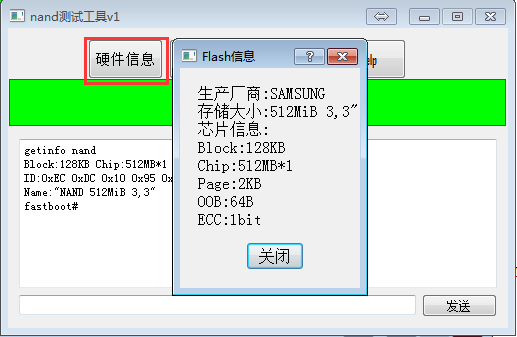 nand测试工具v1
硬件信息
Flash信息
生产厂商:SAMSUNG
存储大小:512MiB 3,3"
芯片信息:
Block:128KB
Chip:512MB*1
Page:2KB
OOB:64B
ECC:1bit
关闭
getinfo nand
Block:128KB Chip:512MB*1
ID:0xEC 0xDC 0x10 0x95 0x
Name:"NAND 512MiB 3,3"
fastboot#
发送